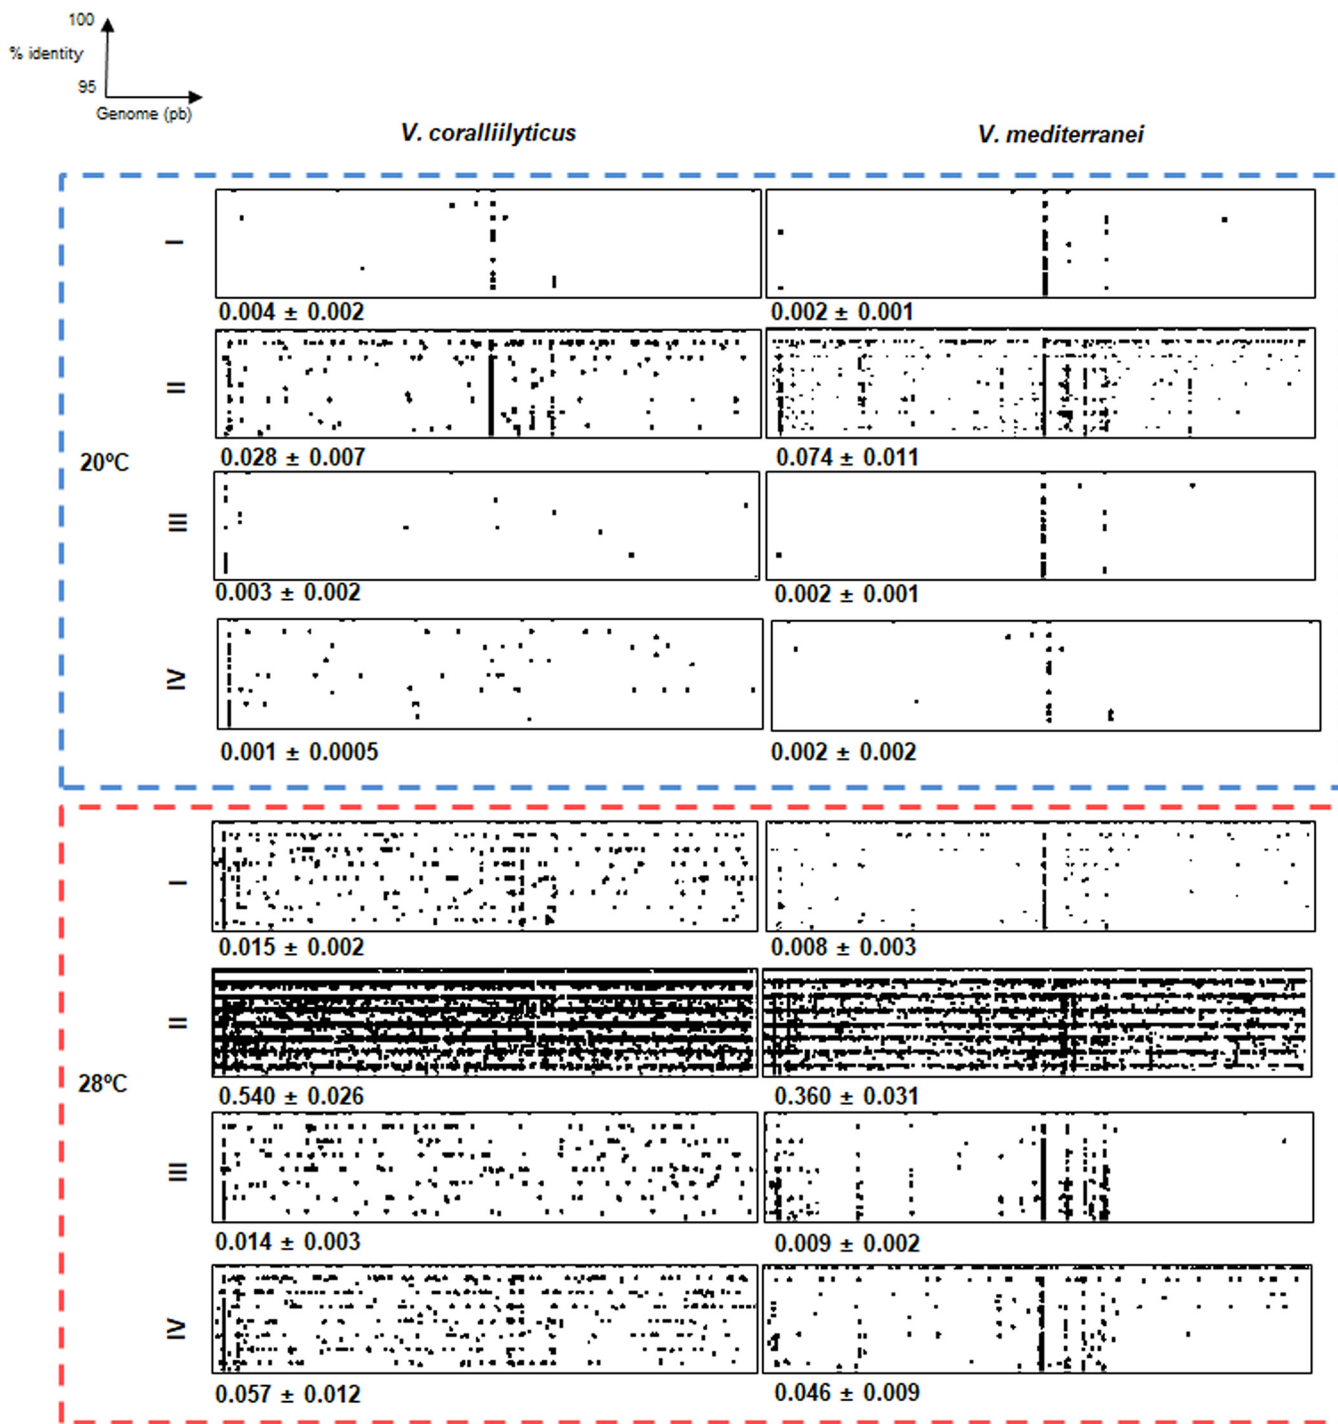 100
% identity
95
Genome (pb)
V. coralliilyticus V. mediterranei
I
0.004 ± 0.002 0.002 ± 0.001
II
0.028 ± 0.007 0.074 ± 0.011
20ºC
III
0.003 ± 0.002 0.002 ± 0.001
IV
0.001 ± 0.0005 0.002 ± 0.002
I
0.015 ± 0.002 0.008 ± 0.003
II
28ºC
0.540 ± 0.026 0.360 ± 0.031
III
0.014 ± 0.003 0.009 ± 0.002
IV
0.057 ± 0.012 0.046 ± 0.009